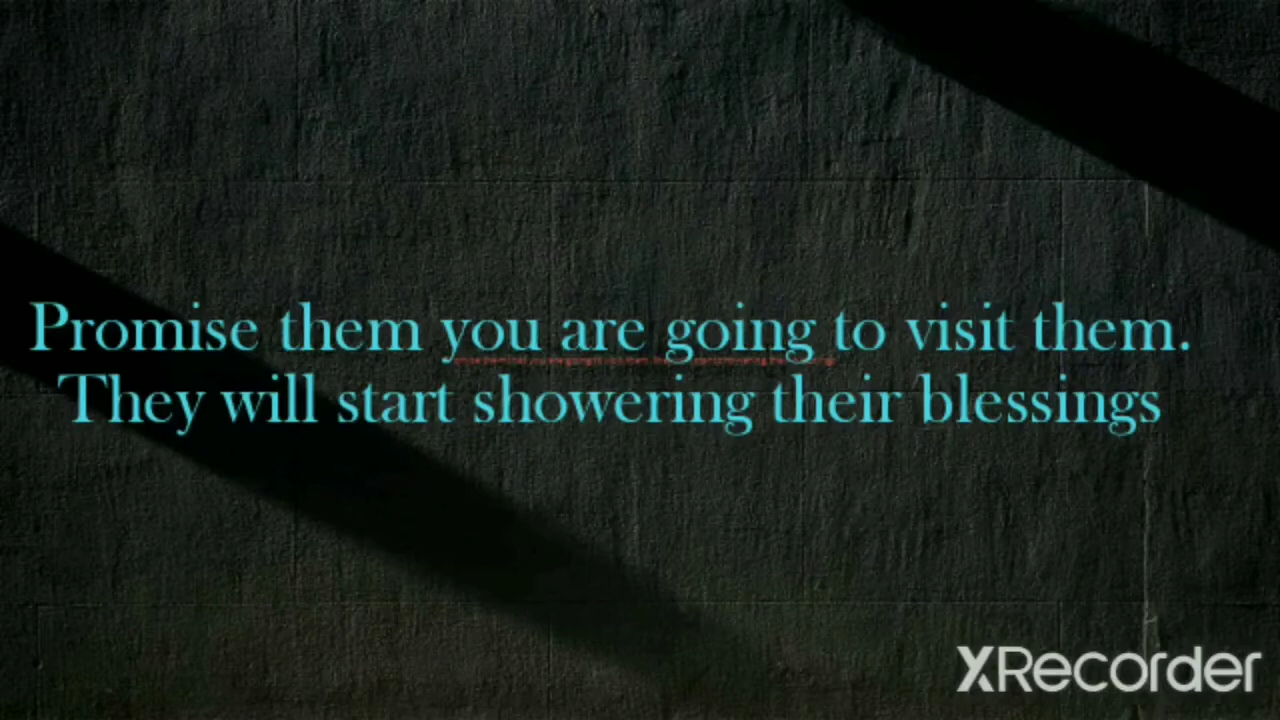 Promise them you are going to visit them.
They will start showering their blessings
XRecorder